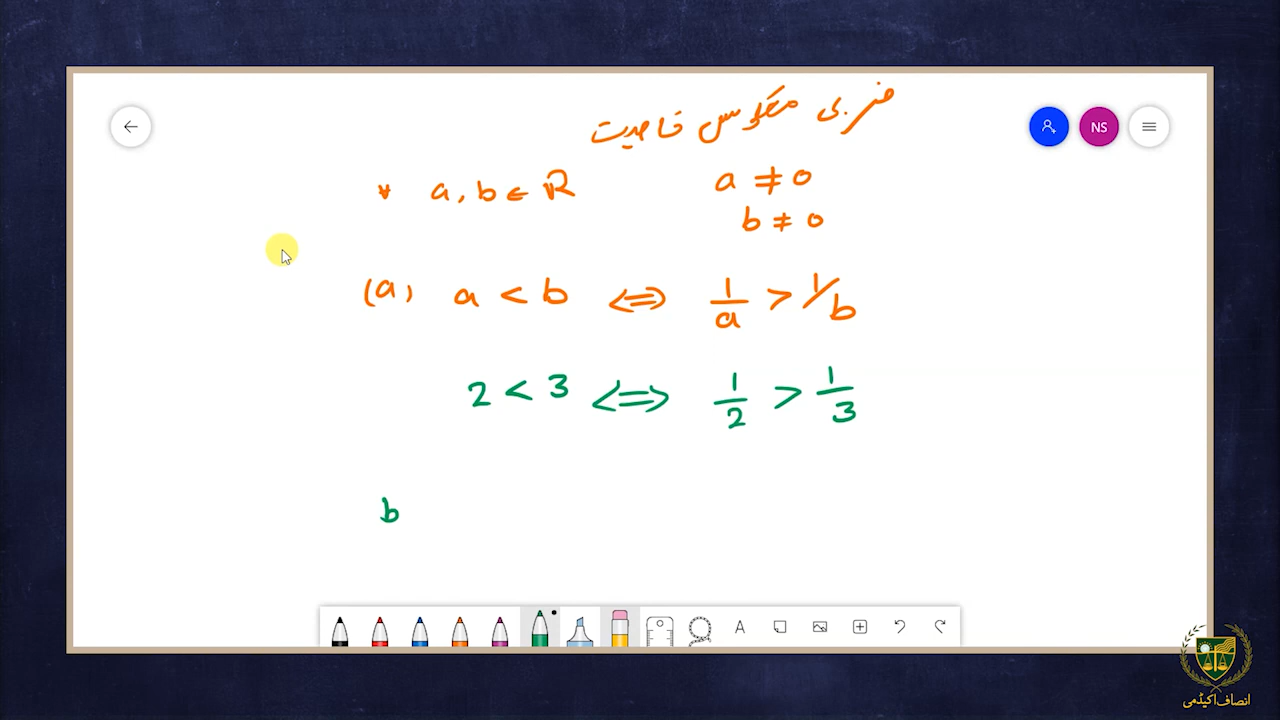 ضربی معکوس خاصیت
∀ a, b ∈ R a ≠ 0
b ≠ 0
(a) a < b ⇔ 1/a > 1/b
2 < 3 ⇔ 1/2 > 1/3
b
NS
A
انصاف اکیڈمی